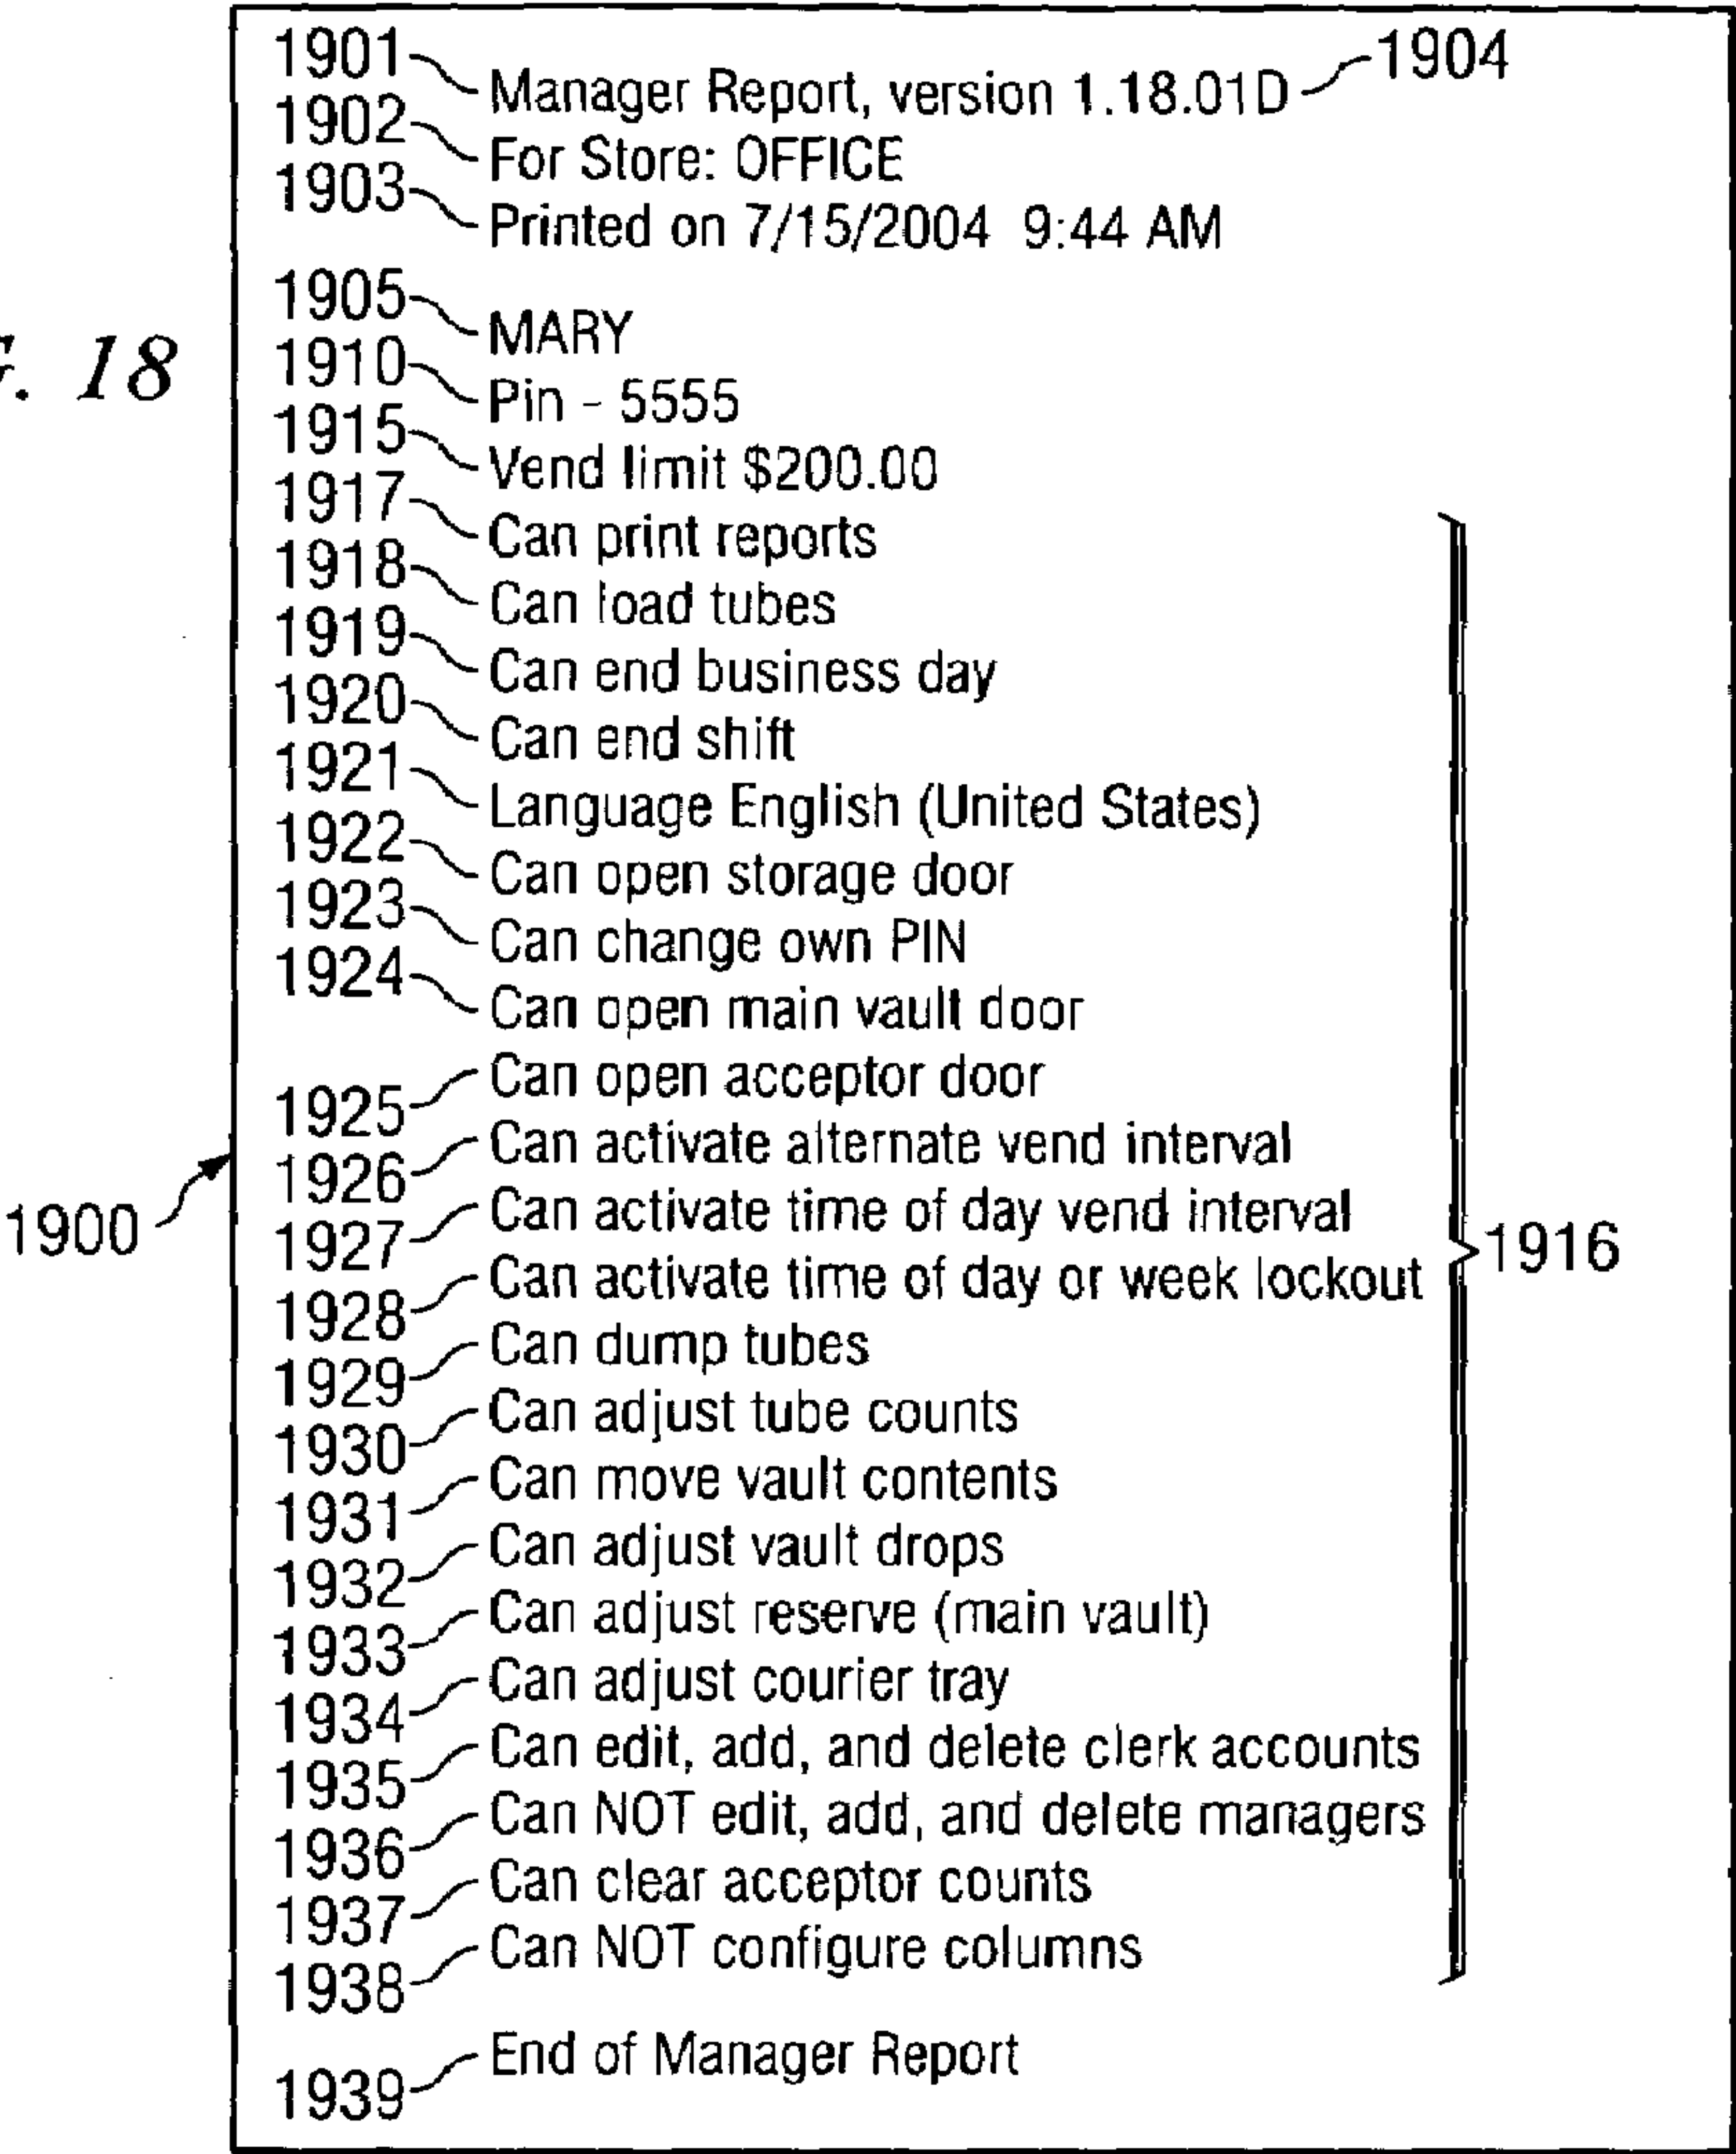 1901 Manager Report, version 1.18.01D 1904
1902 For Store: OFFICE
1903 Printed on 7/15/2004 9:44 AM
1905 MARY
G. 18
1910 Pin - 5555
1915 Vend limit $200.00
1917 Can print reports
1918 Can load tubes
1919 Can end business day
1920 Can end shift
1921 Language English (United States)
1922 Can open storage door
1923 Can change own PIN
1924 Can open main vault door
1925 Can open acceptor door
1926 Can activate alternate vend interval
1900
1927 Can activate time of day vend interval
1916
1928 Can activate time of day or week lockout
1929 Can dump tubes
1930 Can adjust tube counts
1931 Can move vault contents
1932 Can adjust vault drops
1933 Can adjust reserve (main vault)
1934 Can adjust courier tray
1935 Can edit, add, and delete clerk accounts
1936 Can NOT edit, add, and delete managers
1937 Can clear acceptor counts
1938 Can NOT configure columns
1939 End of Manager Report